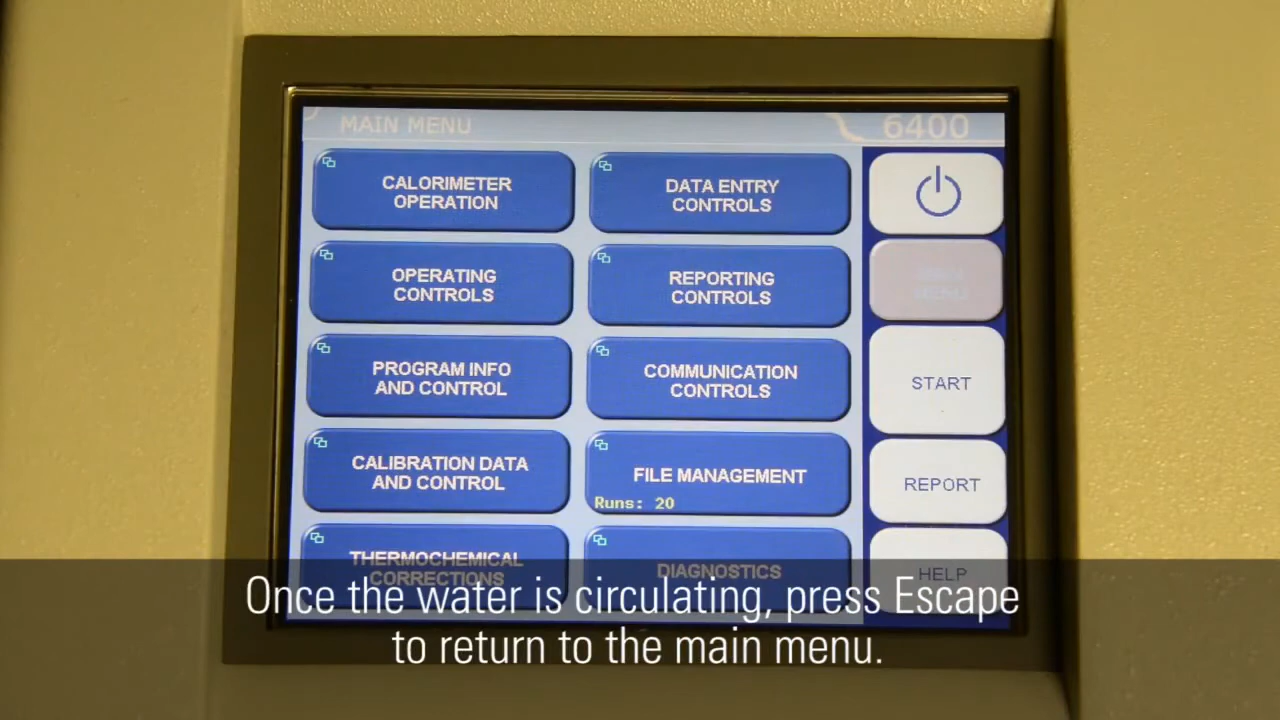 MAIN MENU
6400
CALORIMETER
OPERATION
DATA ENTRY
CONTROLS
OPERATING
CONTROLS
REPORTING
CONTROLS
MAIN
MENU
PROGRAM INFO
AND CONTROL
COMMUNICATION
CONTROLS
START
CALIBRATION DATA
AND CONTROL
FILE MANAGEMENT
Runs: 20
REPORT
THERMOCHEMICAL
CORRECTIONS
DIAGNOSTICS
HELP
Once the water is circulating, press Escape
to return to the main menu.